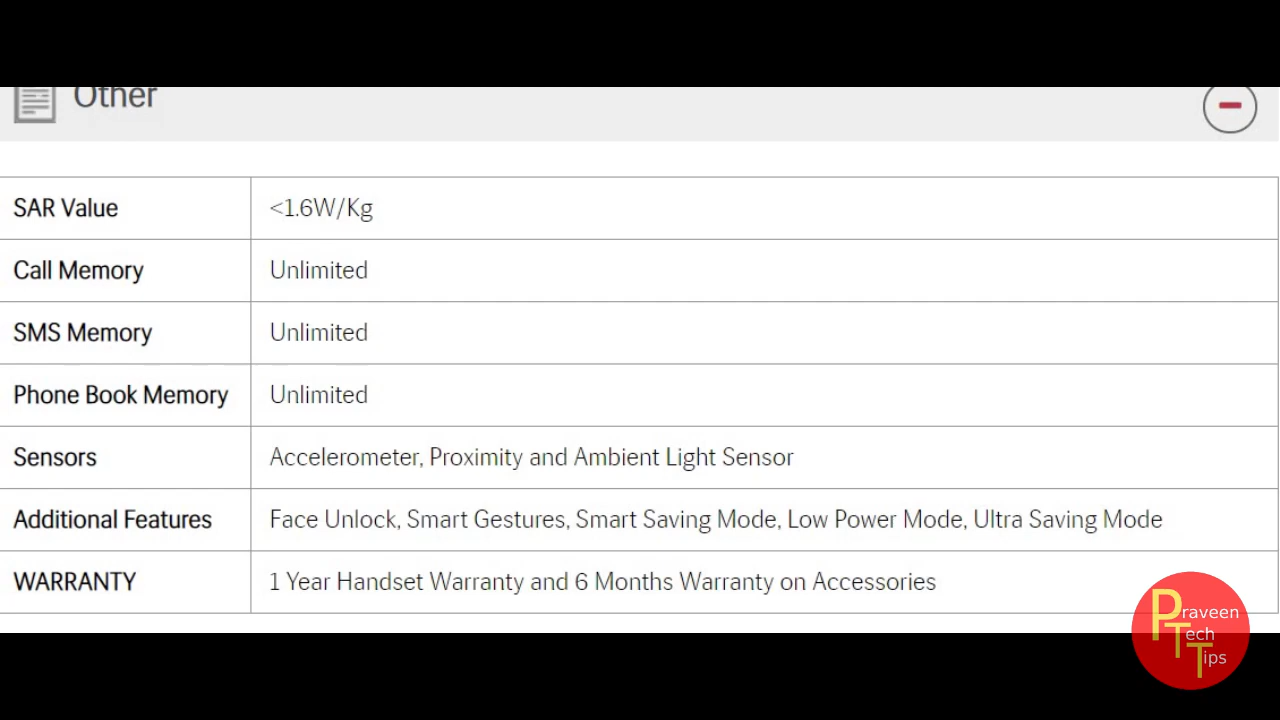 Other
SAR Value <1.6W/Kg
Call Memory Unlimited
SMS Memory Unlimited
Phone Book Memory Unlimited
Sensors Accelerometer, Proximity and Ambient Light Sensor
Additional Features Face Unlock, Smart Gestures, Smart Saving Mode, Low Power Mode, Ultra Saving Mode
WARRANTY 1 Year Handset Warranty and 6 Months Warranty on Accessories
Praveen
Tech
Tips